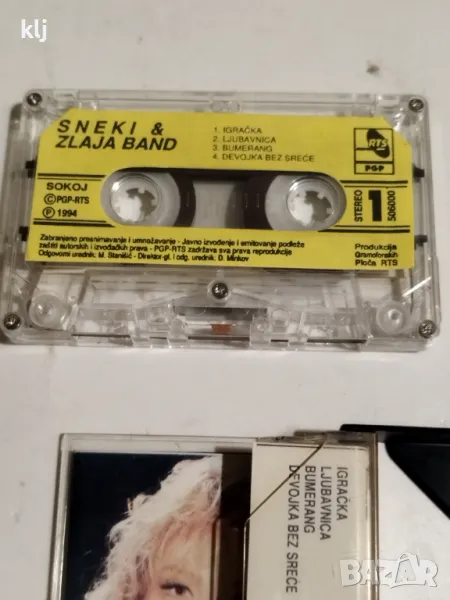 klj
SNEKI &
ZLAJA BAND
1. IGRAČKA
2. LJUBAVNICA
3. BUMERANG
4. DEVOJKA BEZ SREĆE
RTS
PGP
SOKOJ
©PGP-RTS
Ⓟ 1994
STEREO
1
506000
Zabranjeno presnimavanje i umnožavanje - Javno izvođenje i emitovanje podleže
zaštiti autorskih i izvođačkih prava - PGP-RTS zadržava sva prava reprodukcije
Odgovorni urednik: M. Stanišić - Direktor-gl. i odg. urednik: D. Minkov
Produkcija
Gramofonskih
Ploča RTS
IGRAČKA
LJUBAVNICA
BUMERANG
DEVOJKA BEZ SREĆE
BAZAR